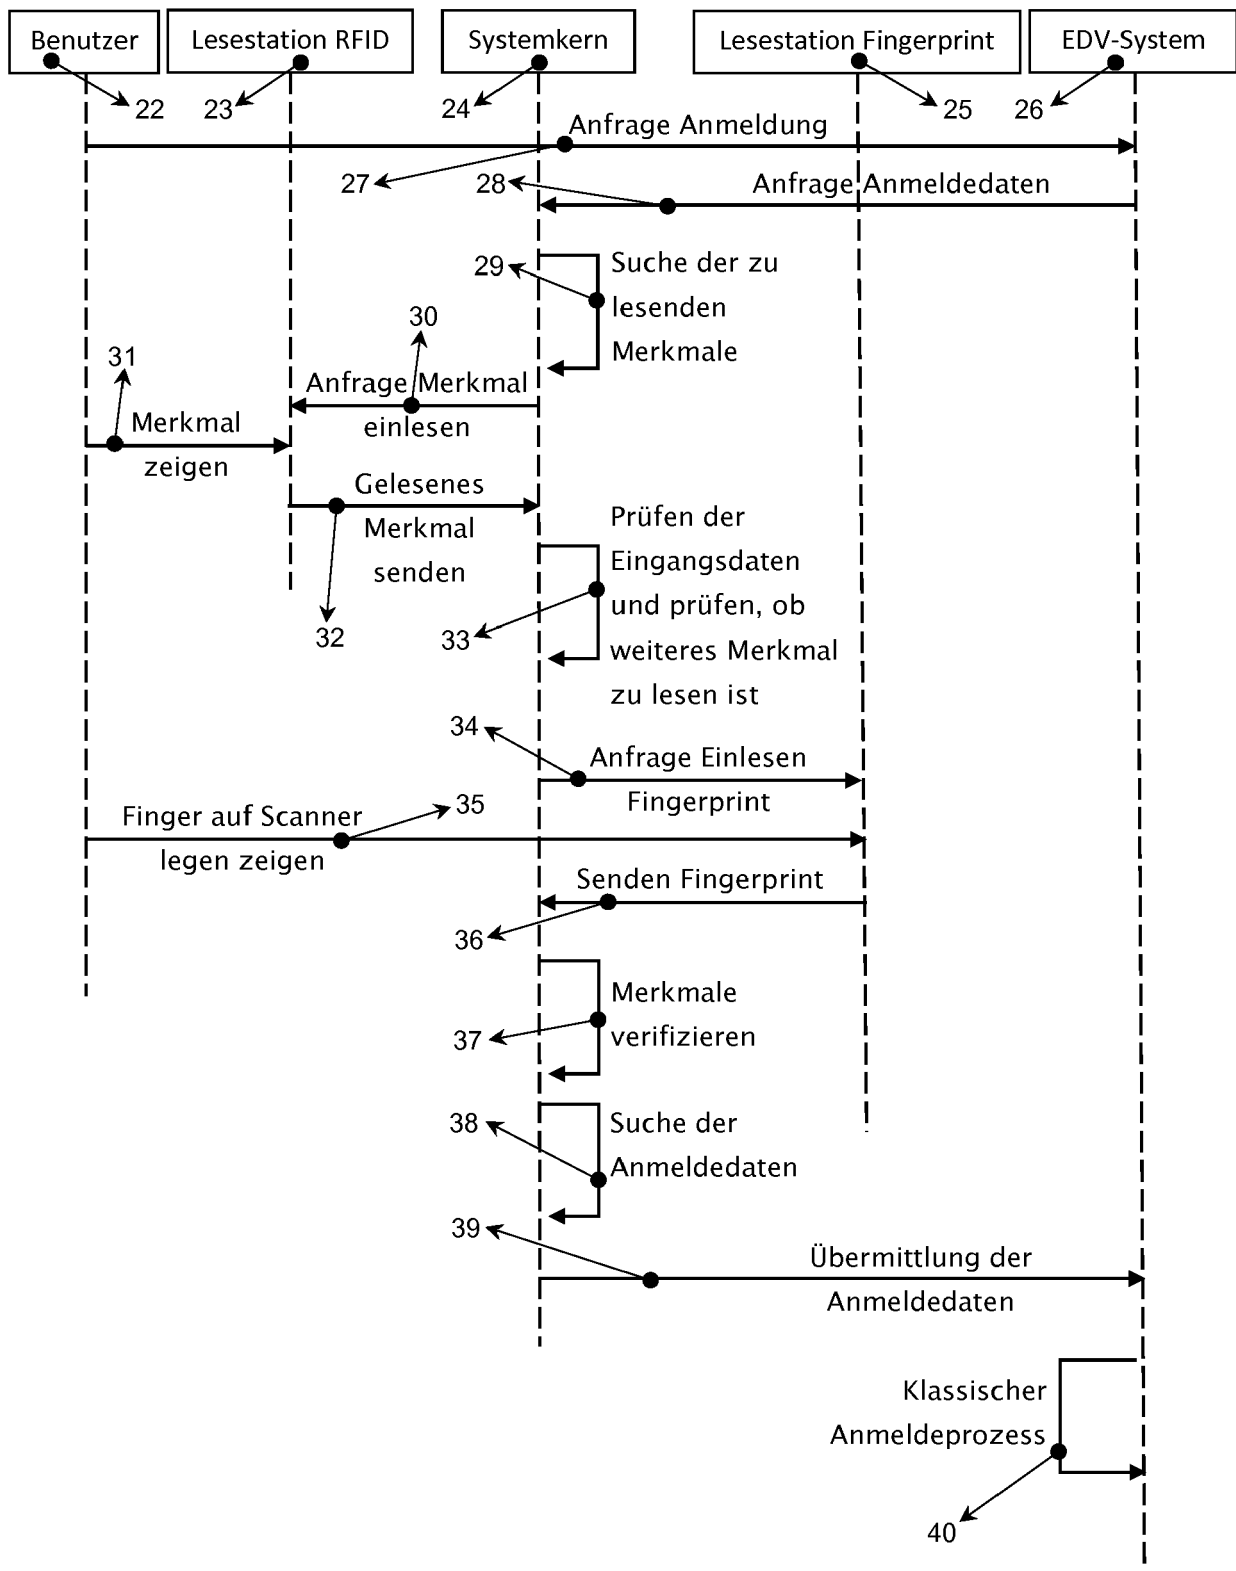 Benutzer
Lesestation RFID
Systemkern
Lesestation Fingerprint
EDV-System
22
23
24
25
26
Anfrage Anmeldung
27
28
Anfrage Anmeldedaten
29
Suche der zu
lesenden
Merkmale
30
31
Anfrage Merkmal
einlesen
Merkmal
zeigen
Gelesenes
Merkmal
senden
32
Prüfen der
Eingangsdaten
und prüfen, ob
weiteres Merkmal
zu lesen ist
33
34
Anfrage Einlesen
Fingerprint
35
Finger auf Scanner
legen zeigen
Senden Fingerprint
36
Merkmale
verifizieren
37
38
Suche der
Anmeldedaten
39
Übermittlung der
Anmeldedaten
Klassischer
Anmeldeprozess
40